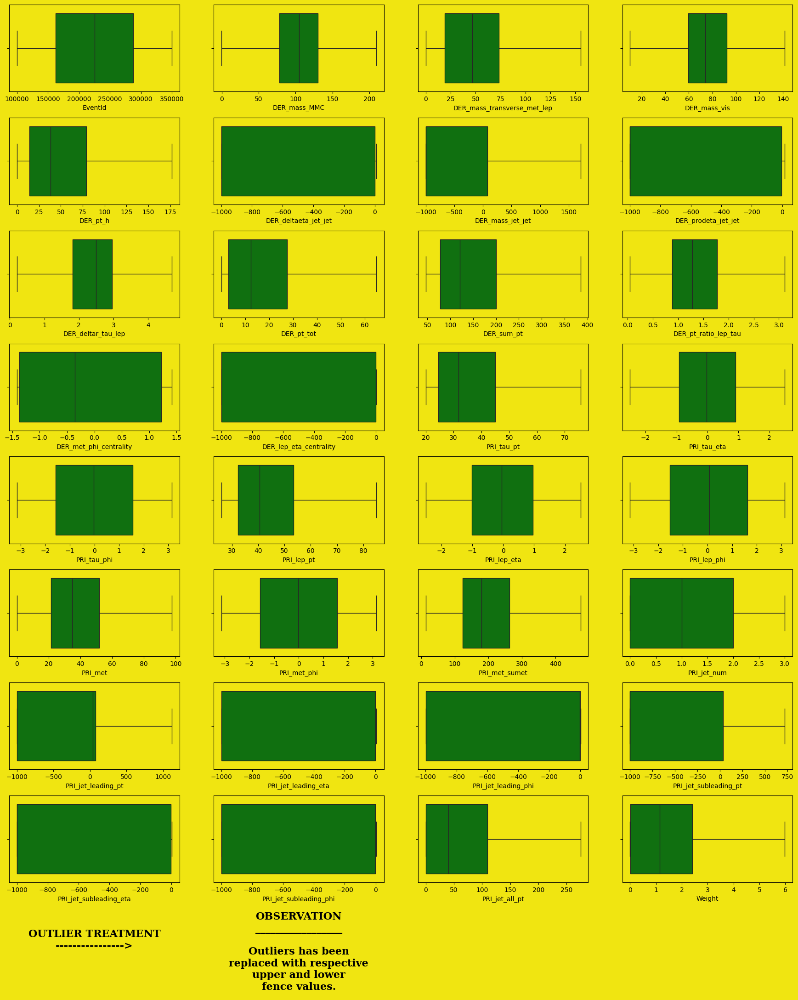 100000 150000 200000 250000 300000 350000
EventId
0 50 100 150 200
DER_mass_MMC
0 25 50 75 100 125 150
DER_mass_transverse_met_lep
20 40 60 80 100 120 140
DER_mass_vis
0 25 50 75 100 125 150 175
DER_pt_h
−1000 −800 −600 −400 −200 0
DER_deltaeta_jet_jet
−1000 −500 0 500 1000 1500
DER_mass_jet_jet
−1000 −800 −600 −400 −200 0
DER_prodeta_jet_jet
0 1 2 3 4
DER_deltar_tau_lep
0 10 20 30 40 50 60
DER_pt_tot
50 100 150 200 250 300 350 400
DER_sum_pt
0.0 0.5 1.0 1.5 2.0 2.5 3.0
DER_pt_ratio_lep_tau
−1.5 −1.0 −0.5 0.0 0.5 1.0 1.5
DER_met_phi_centrality
−1000 −800 −600 −400 −200 0
DER_lep_eta_centrality
20 30 40 50 60 70
PRI_tau_pt
−2 −1 0 1 2
PRI_tau_eta
−3 −2 −1 0 1 2 3
PRI_tau_phi
30 40 50 60 70 80
PRI_lep_pt
−2 −1 0 1 2
PRI_lep_eta
−3 −2 −1 0 1 2 3
PRI_lep_phi
0 20 40 60 80 100
PRI_met
−3 −2 −1 0 1 2 3
PRI_met_phi
0 100 200 300 400
PRI_met_sumet
0.0 0.5 1.0 1.5 2.0 2.5 3.0
PRI_jet_num
−1000 −500 0 500 1000
PRI_jet_leading_pt
−1000 −800 −600 −400 −200 0
PRI_jet_leading_eta
−1000 −800 −600 −400 −200 0
PRI_jet_leading_phi
−1000 −750 −500 −250 0 250 500 750
PRI_jet_subleading_pt
−1000 −800 −600 −400 −200 0
PRI_jet_subleading_eta
−1000 −800 −600 −400 −200 0
PRI_jet_subleading_phi
0 50 100 150 200 250
PRI_jet_all_pt
0 1 2 3 4 5 6
Weight
OUTLIER TREATMENT
---------------->
OBSERVATION
_________________
Outliers has been
replaced with respective
upper and lower
fence values.